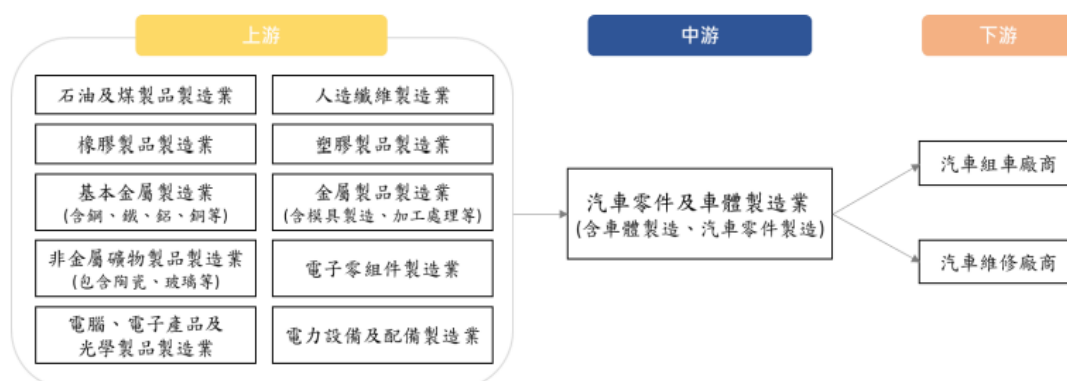 上游
中游
下游
石油及煤製品製造業
人造纖維製造業
橡膠製品製造業
塑膠製品製造業
基本金屬製造業
(含鋼、鐵、鋁、銅等)
金屬製品製造業
(含模具製造、加工處理等)
非金屬礦物製品製造業
(包含陶瓷、玻璃等)
電子零組件製造業
電腦、電子產品及
光學製品製造業
電力設備及配備製造業
汽車零件及車體製造業
(含車體製造、汽車零件製造)
汽車組車廠商
汽車維修廠商